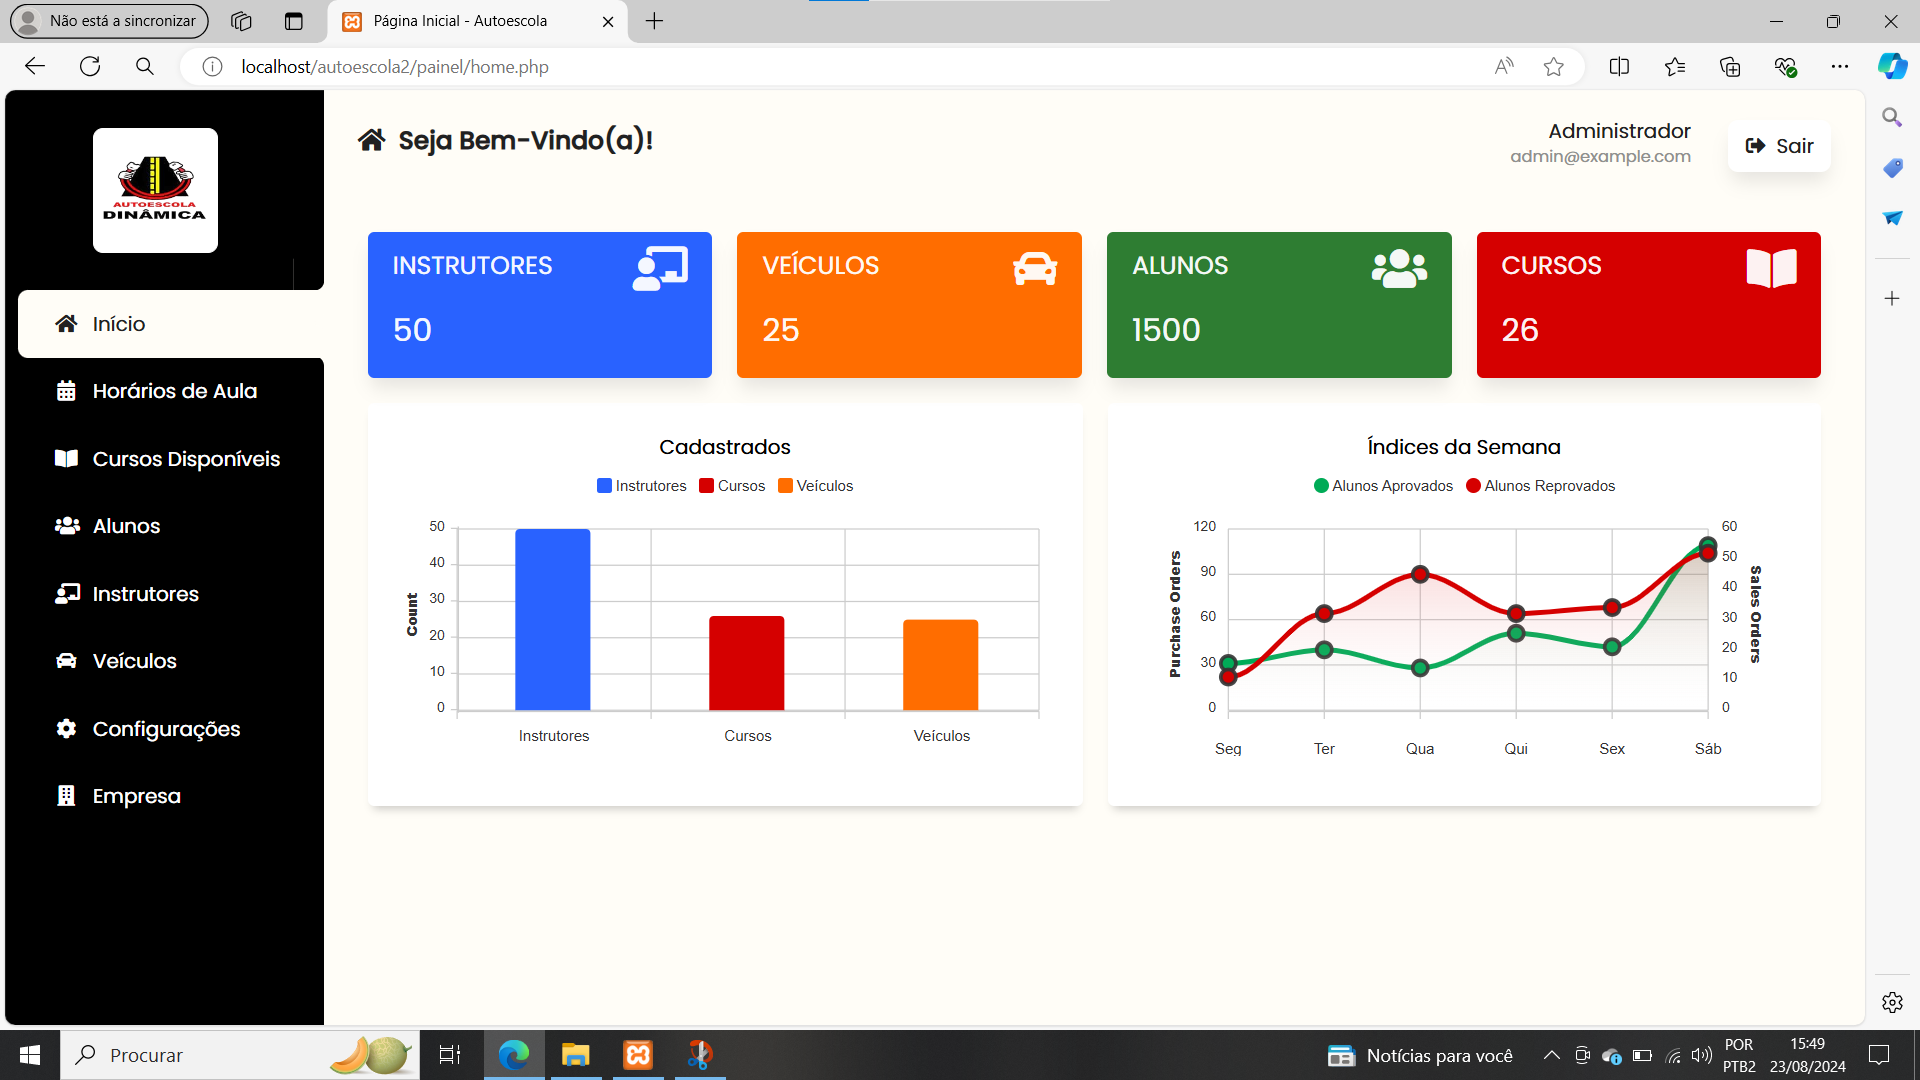 Não está a sincronizar
Página Inicial - Autoescola
localhost/autoescola2/painel/home.php
AUTOESCOLA
DINÂMICA
Início
Horários de Aula
Cursos Disponíveis
Alunos
Instrutores
Veículos
Configurações
Empresa
Seja Bem-Vindo(a)!
Administrador
admin@example.com
Sair
INSTRUTORES
50
VEÍCULOS
25
ALUNOS
1500
CURSOS
26
Cadastrados
Instrutores Cursos Veículos
Count
50
40
30
20
10
0
Instrutores Cursos Veículos
Índices da Semana
Alunos Aprovados Alunos Reprovados
Purchase Orders
120
90
60
30
0
60
50
40
30
20
10
0
Sales Orders
Seg Ter Qua Qui Sex Sáb
Procurar
Notícias para você
POR
PTB2
15:49
23/08/2024